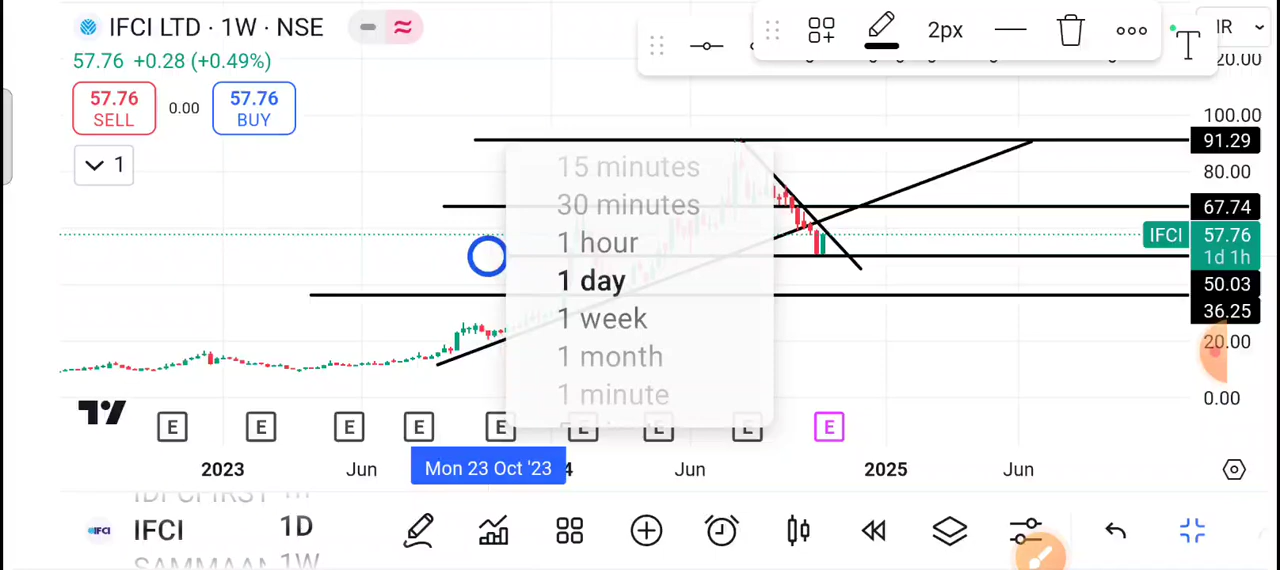 IFCI LTD · 1W · NSE
57.76 +0.28 (+0.49%)
57.76
SELL
0.00
57.76
BUY
1
2px
T
100.00
91.29
80.00
67.74
IFCI
57.76
1d 1h
50.03
36.25
20.00
0.00
15 minutes
30 minutes
1 hour
1 day
1 week
1 month
1 minute
E
E
E
E
E
E
E
E
E
2023
Jun
Mon 23 Oct '23
4
Jun
2025
Jun
IFCI
IFCI
1D
1W